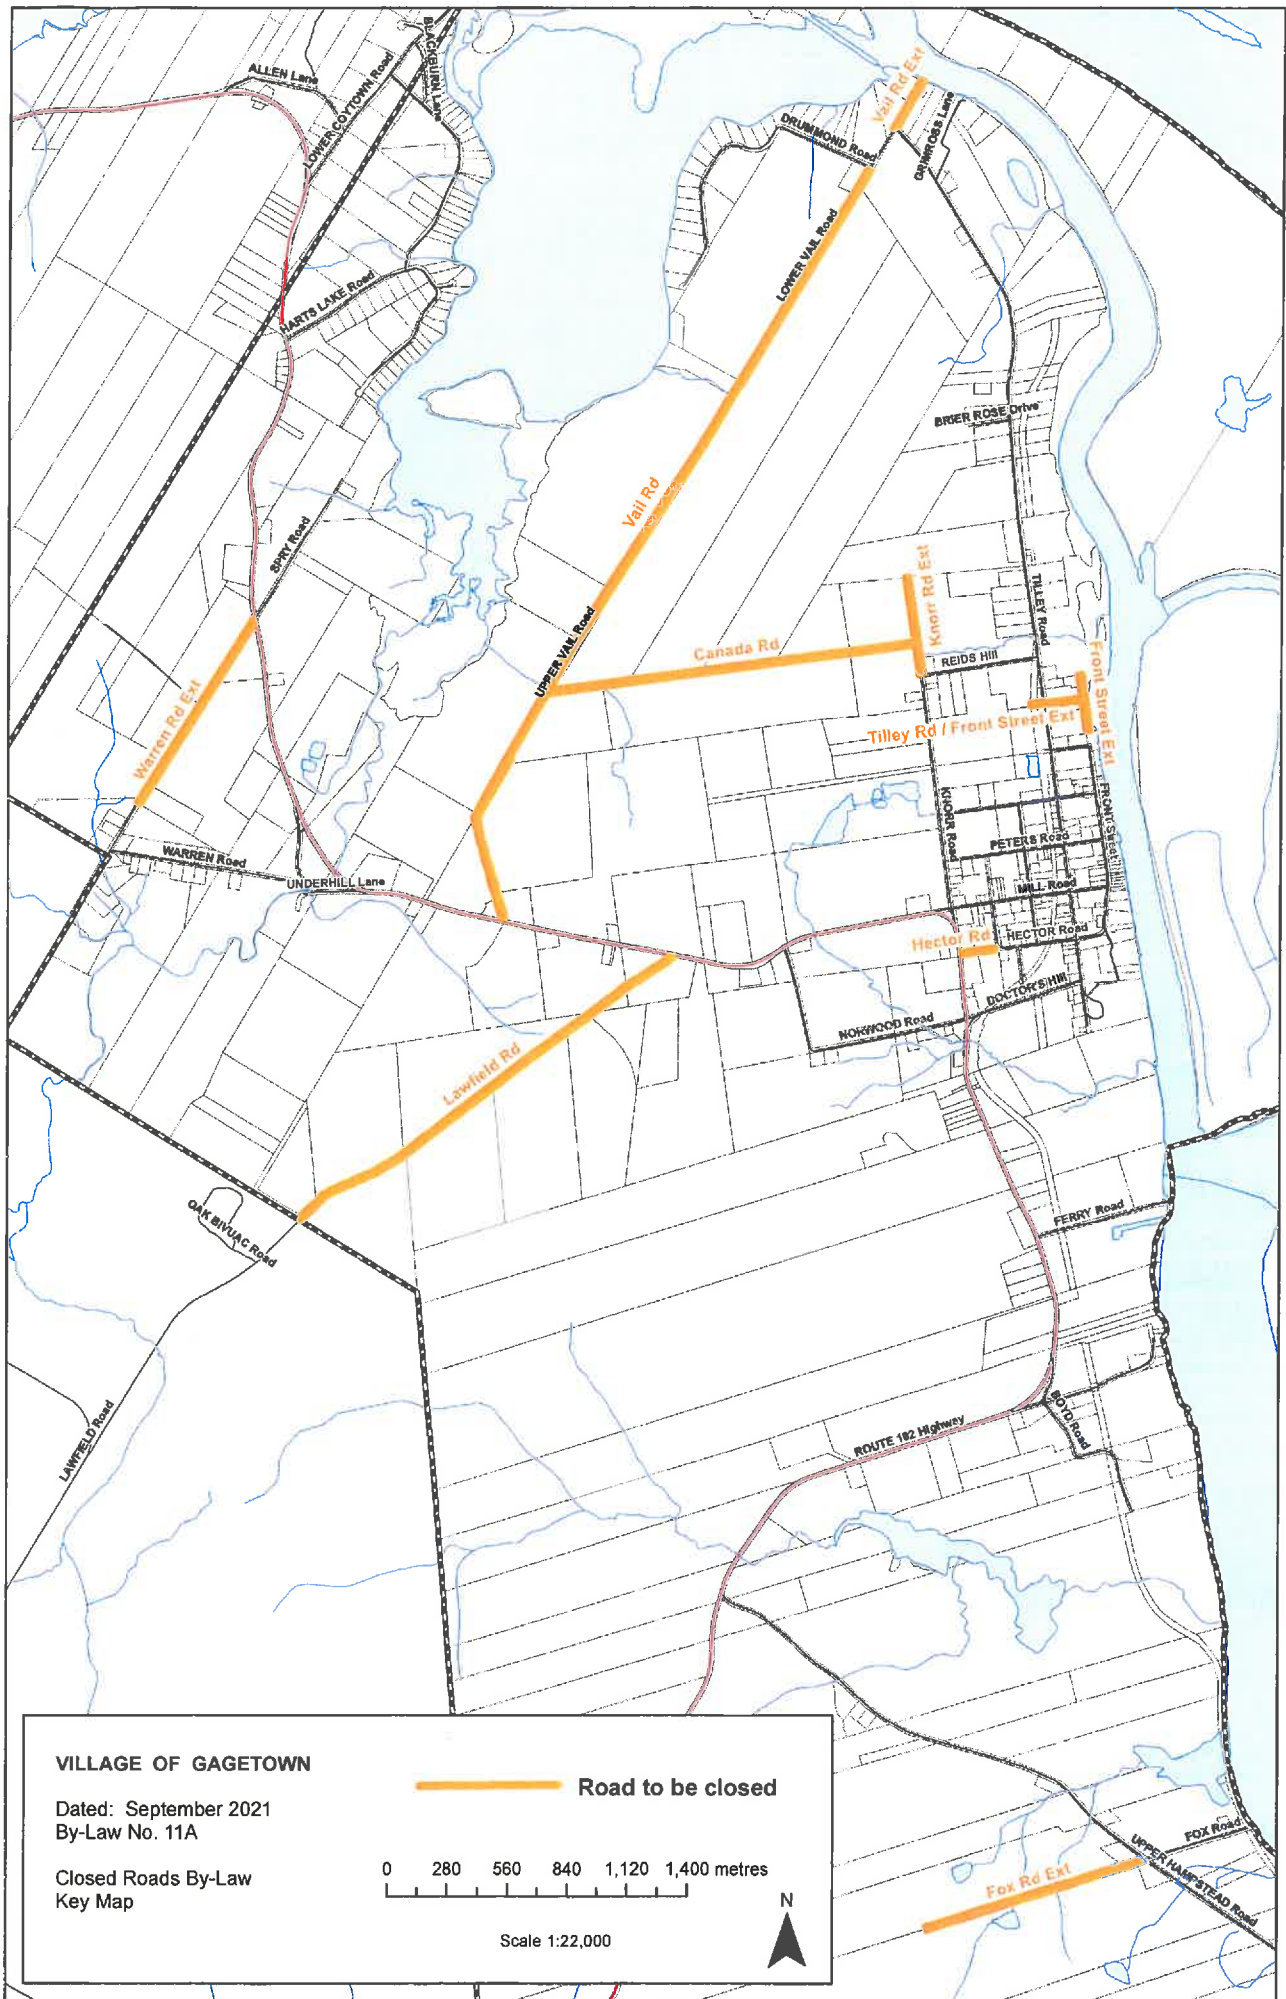 BLACKBURN Lane
ALLEN Lane
LOWER COYTOWN Road
Vail Rd Ext
GRIMROSS Lane
DRUMMOND Road
LOWER VAIL Road
HARTS LAKE Road
BRIER ROSE Drive
Vail Rd
SPRY Road
Knorr Rd Ext
TILLEY Road
UPPER VAIL Road
Canada Rd
REIDS Hill
Front Street Ext
Warren Rd Ext
Tilley Rd / Front Street Ext
KNORR Road
FRONT Street
PETERS Road
WARREN Road
UNDERHILL Lane
MILL Road
Hector Rd
HECTOR Road
DOCTOR'S Hill
NORWOOD Road
Lawfield Rd
OAK BIVUAC Road
FERRY Road
LAWFIELD Road
BOYD Road
ROUTE 102 Highway
FOX Road
UPPER HAMPSTEAD Road
Fox Rd Ext
VILLAGE OF GAGETOWN
Road to be closed
Dated: September 2021
By-Law No. 11A
Closed Roads By-Law
Key Map
0 280 560 840 1,120 1,400 metres
N
Scale 1:22,000